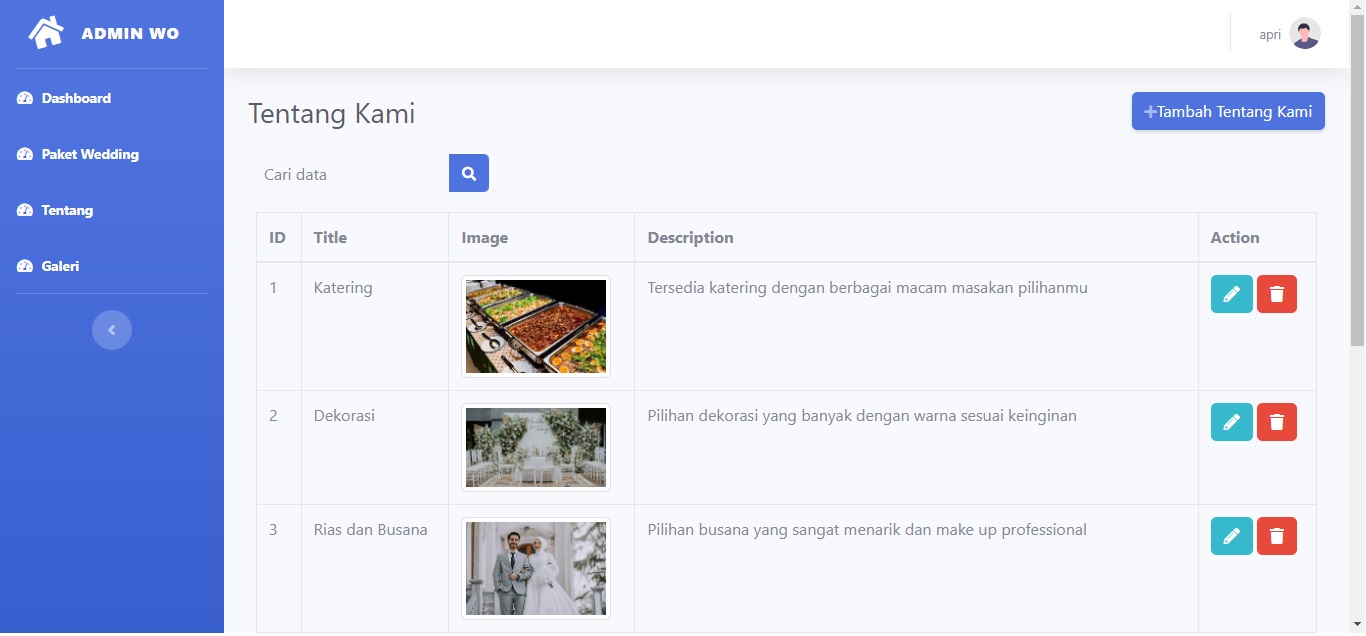 ADMIN WO
apri
Dashboard
Paket Wedding
Tentang
Galeri
Tentang Kami
+Tambah Tentang Kami
Cari data
ID Title Image Description Action
1 Katering Tersedia katering dengan berbagai macam masakan pilihanmu
2 Dekorasi Pilihan dekorasi yang banyak dengan warna sesuai keinginan
3 Rias dan Busana Pilihan busana yang sangat menarik dan make up professional